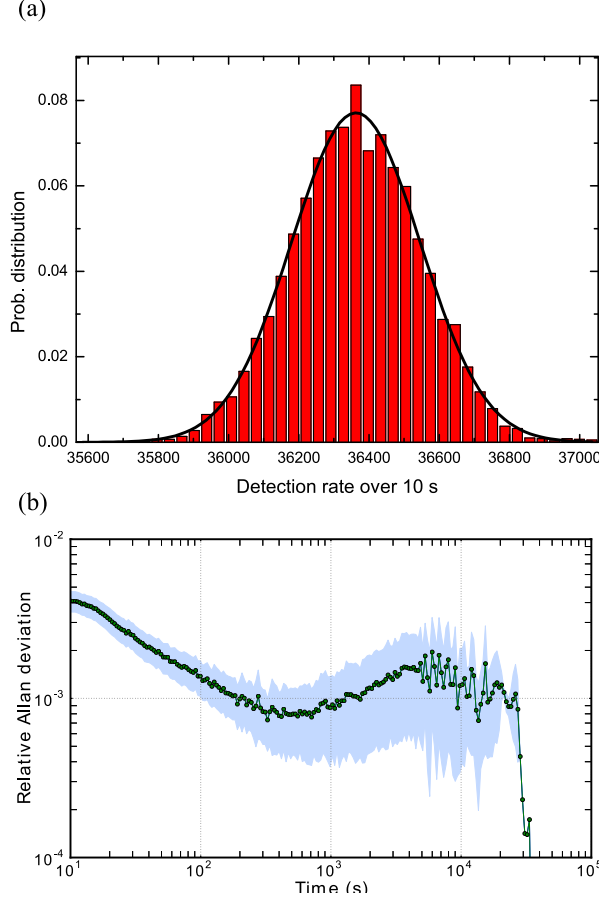 (a)
0.08
0.06
0.04
0.02
0.00
Prob. distribution
35600 35800 36000 36200 36400 36600 36800 37000
Detection rate over 10 s
(b)
10^-2
10^-3
10^-4
Relative Allan deviation
10^1 10^2 10^3 10^4 10^5
Time (s)